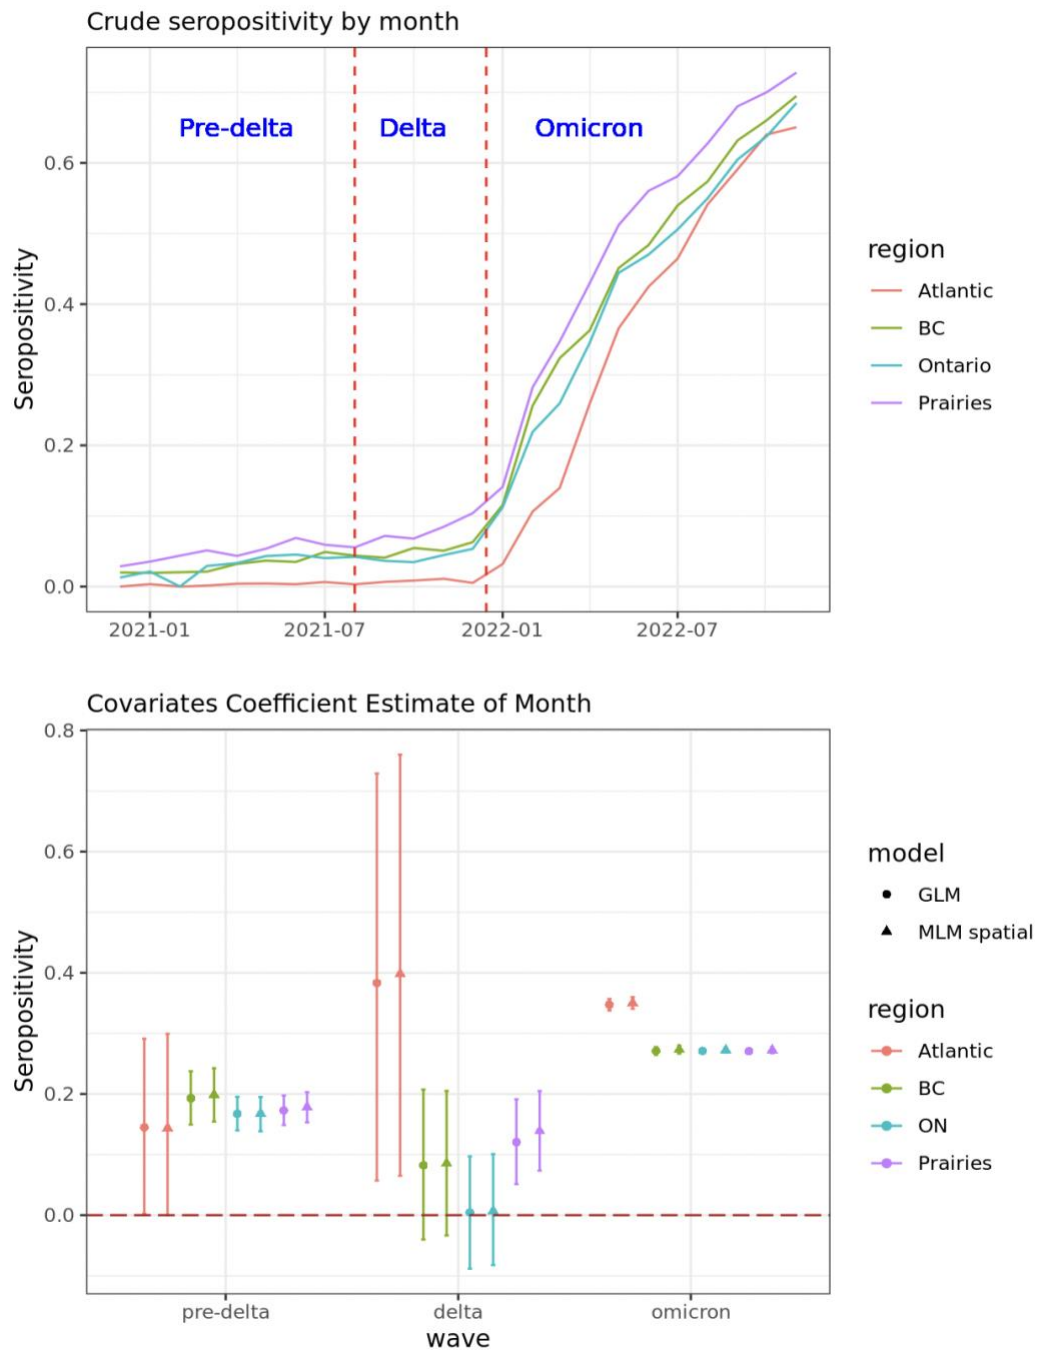 Crude seropositivity by month
Pre-delta Delta Omicron
Seropositivity
0.6
0.4
0.2
0.0
2021-01 2021-07 2022-01 2022-07
region
Atlantic
BC
Ontario
Prairies
Covariates Coefficient Estimate of Month
Seropositivity
0.8
0.6
0.4
0.2
0.0
pre-delta delta omicron
wave
model
GLM
MLM spatial
region
Atlantic
BC
ON
Prairies